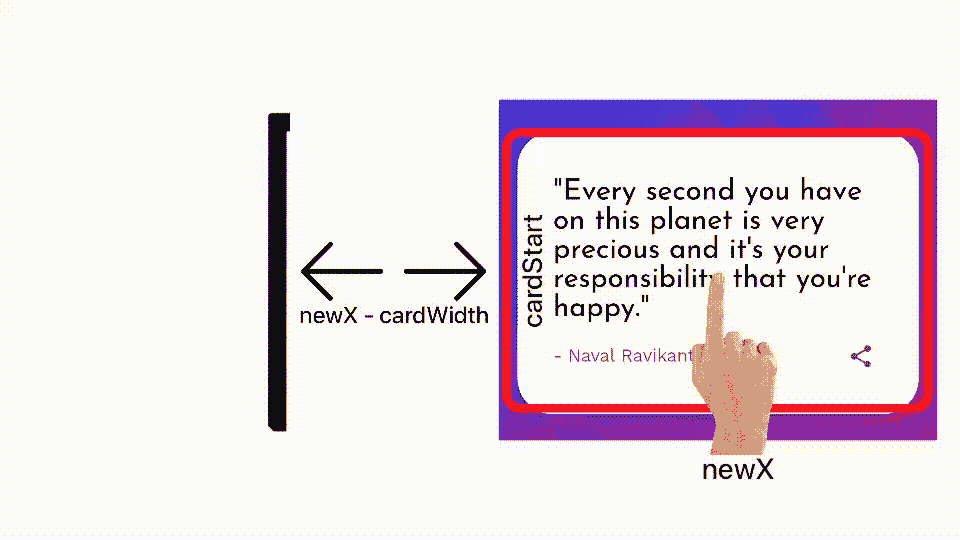 "Every second you have
on this planet is very
precious and it's your
responsibility that you're
happy."
- Naval Ravikant
cardStart
newX - cardWidth
newX